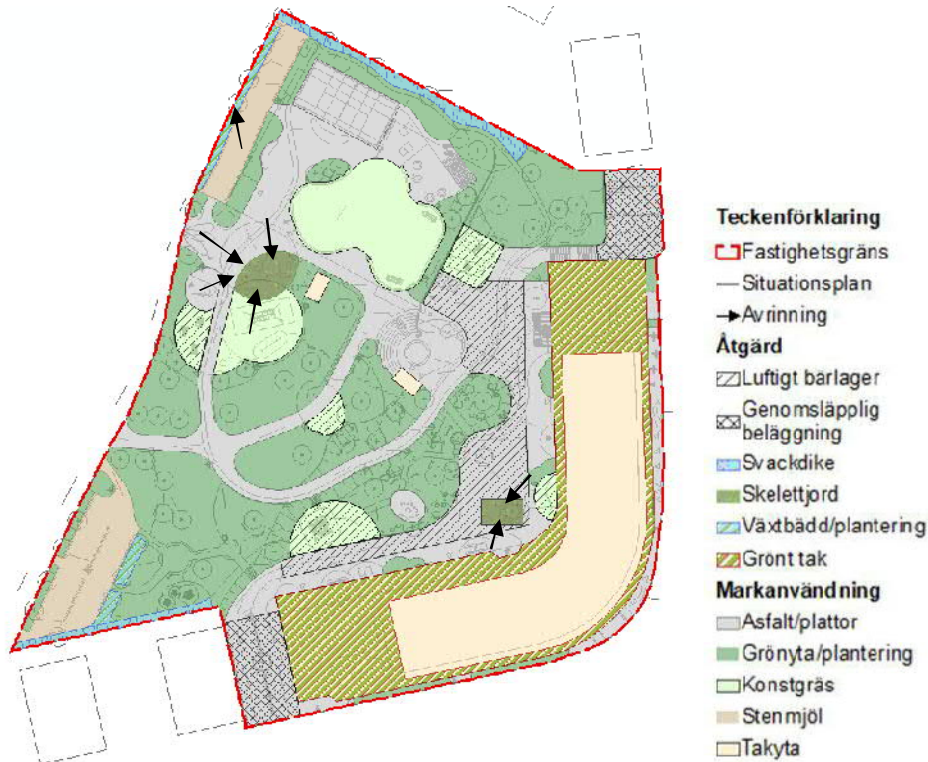 Teckenförklaring
Fastighetsgräns
Situationsplan
Avrinning
Åtgärd
Luftigt bärlager
Genomsläpplig
beläggning
Svackdike
Skelettjord
Växtbädd/plantering
Grönt tak
Markanvändning
Asfalt/plattor
Grönyta/plantering
Konstgräs
Stenmjöl
Takyta